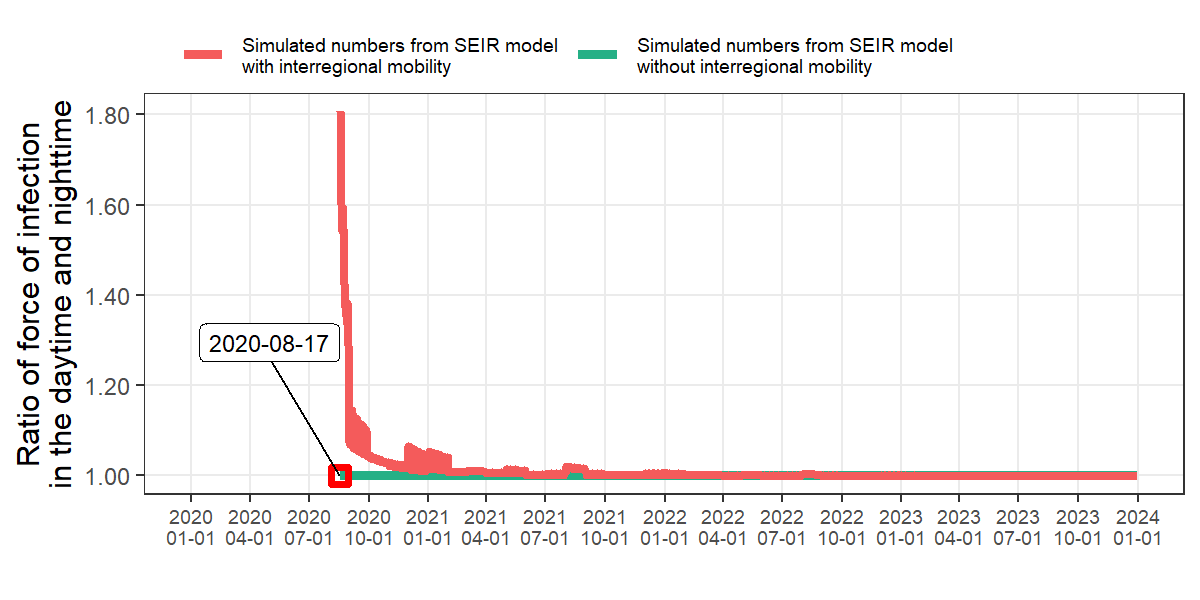 Simulated numbers from SEIR model
with interregional mobility
Simulated numbers from SEIR model
without interregional mobility
Ratio of force of infection
in the daytime and nighttime
1.80
1.60
1.40
1.20
1.00
2020-08-17
2020 2020 2020 2020 2021 2021 2021 2021 2022 2022 2022 2022 2023 2023 2023 2023 2024
01-01 04-01 07-01 10-01 01-01 04-01 07-01 10-01 01-01 04-01 07-01 10-01 01-01 04-01 07-01 10-01 01-01